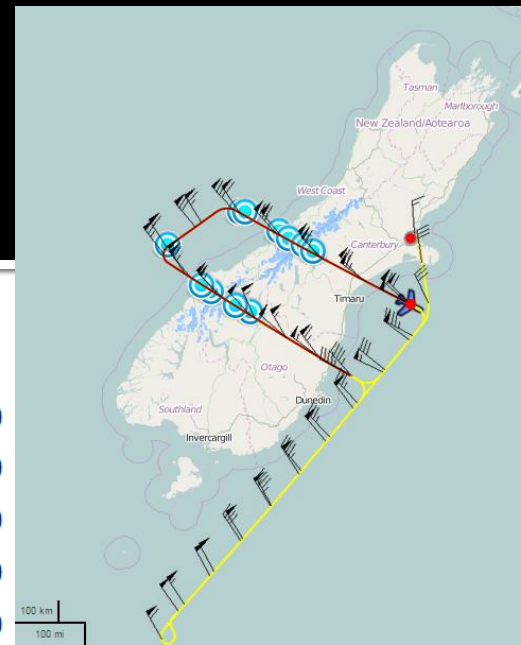 Tasman
Marlborough
New Zealand/Aotearoa
West Coast
Canterbury
Timaru
Otago
Dunedin
Southland
Invercargill
100 km
100 mi